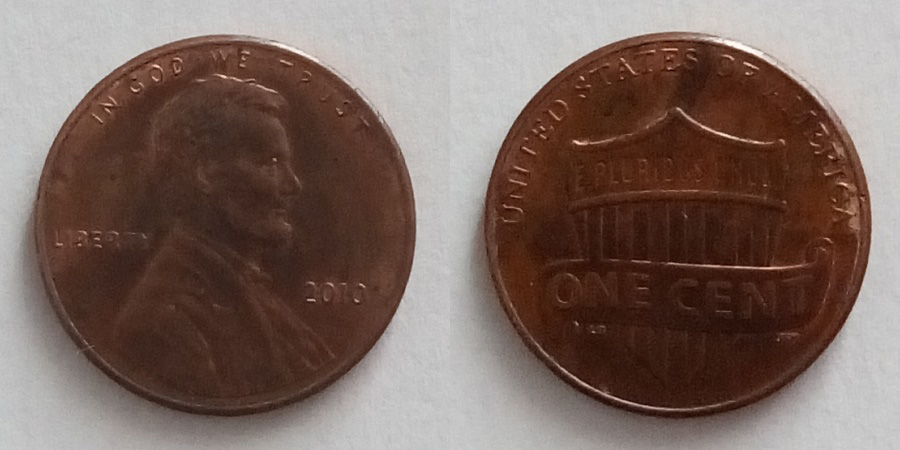 IN GOD WE TRUST
LIBERTY
2010
UNITED STATES OF AMERICA
E PLURIBUS UNUM
ONE CENT